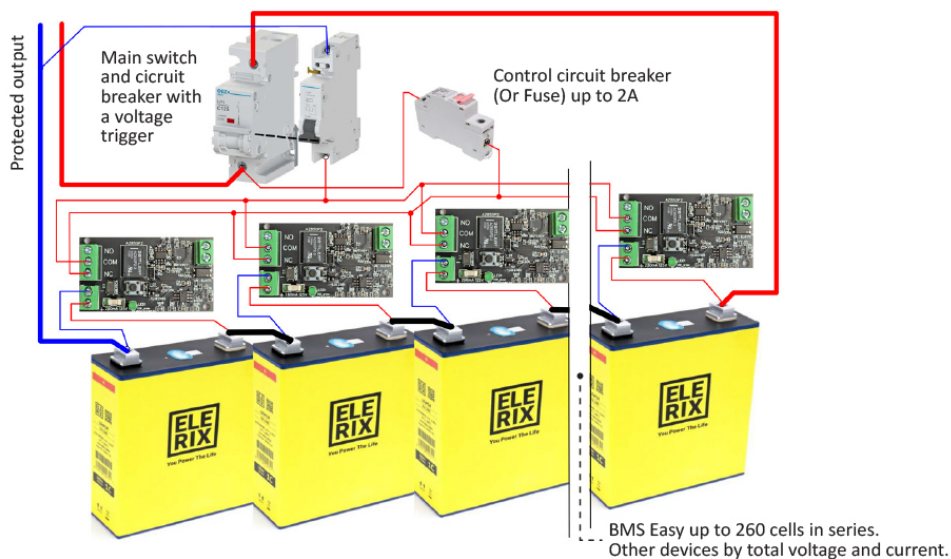 Protected output
Main switch
and cicruit
breaker with
a voltage
trigger
Control circuit breaker
(Or Fuse) up to 2A
NO
COM
NC
NO
COM
NC
NO
COM
NC
NO
COM
NC
ELE
RIX
You Power The Life
ELE
RIX
You Power The Life
ELE
RIX
You Power The Life
ELE
RIX
You Power The Life
BMS Easy up to 260 cells in series.
Other devices by total voltage and current.